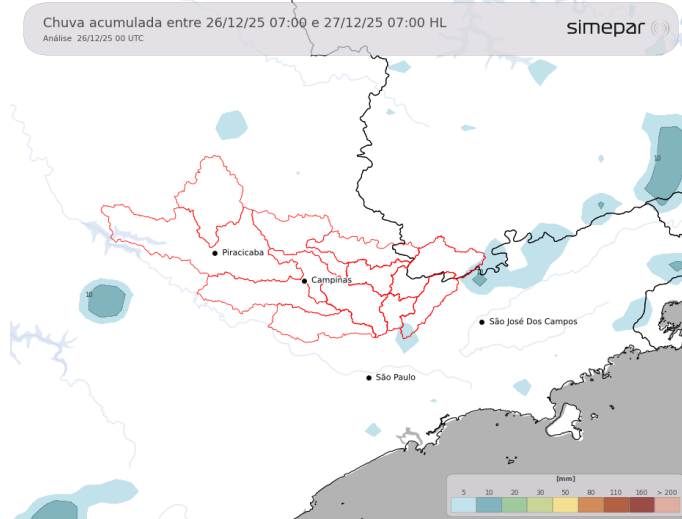 Chuva acumulada entre 26/12/25 07:00 e 27/12/25 07:00 HL
Análise 26/12/25 00 UTC
simepar
10
Piracicaba
Campinas
10
São José Dos Campos
São Paulo
[mm]
5 10 20 30 50 80 110 160 > 200